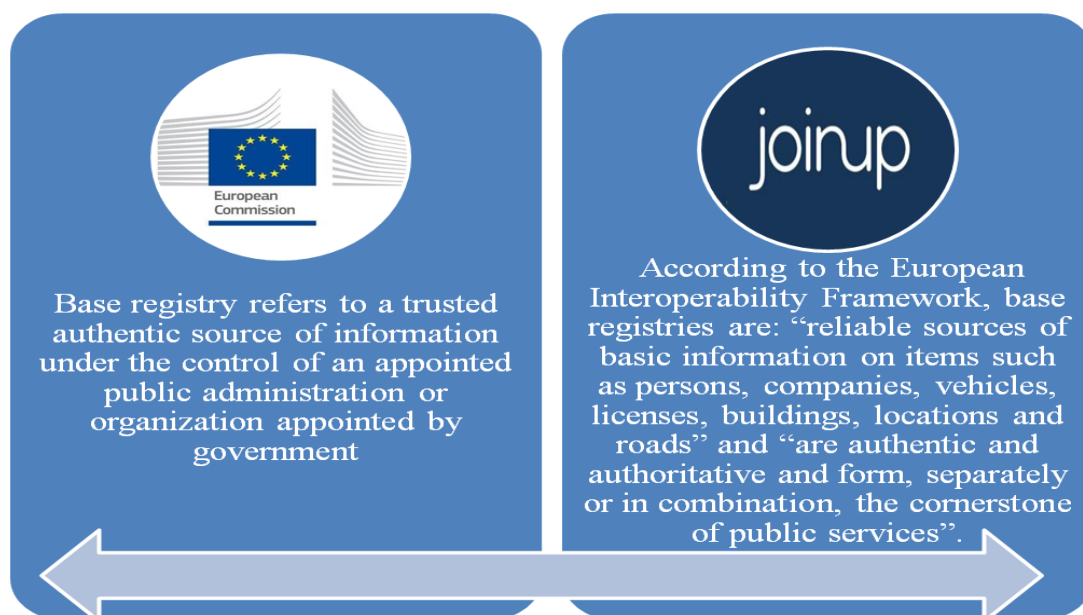 European
Commission
Base registry refers to a trusted
authentic source of information
under the control of an appointed
public administration or
organization appointed by
government
joinup
According to the European
Interoperability Framework, base
registries are: “reliable sources of
basic information on items such
as persons, companies, vehicles,
licenses, buildings, locations and
roads” and “are authentic and
authoritative and form, separately
or in combination, the cornerstone
of public services”.